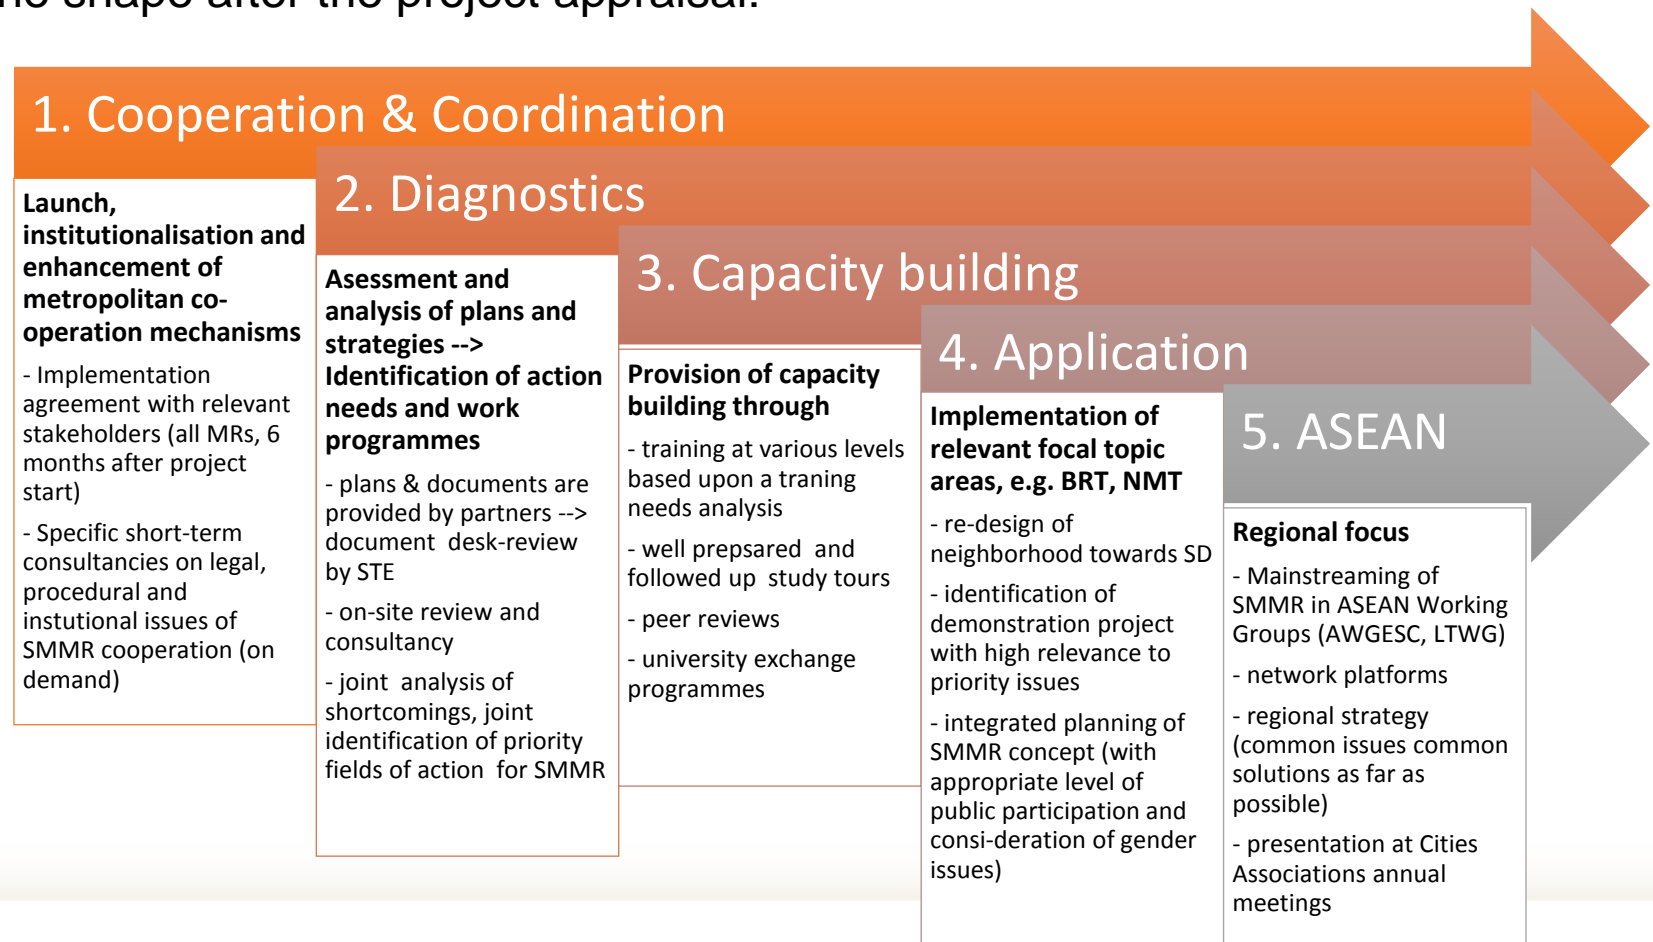 he shape after the project appraisal.
1. Cooperation & Coordination
Launch,
institutionalisation and
enhancement of
metropolitan co-
operation mechanisms
- Implementation
agreement with relevant
stakeholders (all MRs, 6
months after project
start)
- Specific short-term
consultancies on legal,
procedural and
instutional issues of
SMMR cooperation (on
demand)
2. Diagnostics
Asessment and
analysis of plans and
strategies -->
Identification of action
needs and work
programmes
- plans & documents are
provided by partners -->
document  desk-review
by STE
- on-site review and
consultancy
- joint  analysis of
shortcomings, joint
identification of priority
fields of action  for SMMR
3. Capacity building
Provision of capacity
building through
- training at various levels
based upon a traning
needs analysis
- well prepsared  and
followed up  study tours
- peer reviews
- university exchange
programmes
4. Application
Implementation of
relevant focal topic
areas, e.g. BRT, NMT
- re-design of
neighborhood towards SD
- identification of
demonstration project
with high relevance to
priority issues
- integrated planning of
SMMR concept (with
appropriate level of
public participation and
consi-deration of gender
issues)
5. ASEAN
Regional focus
- Mainstreaming of
SMMR in ASEAN Working
Groups (AWGESC, LTWG)
- network platforms
- regional strategy
(common issues common
solutions as far as
possible)
- presentation at Cities
Associations annual
meetings